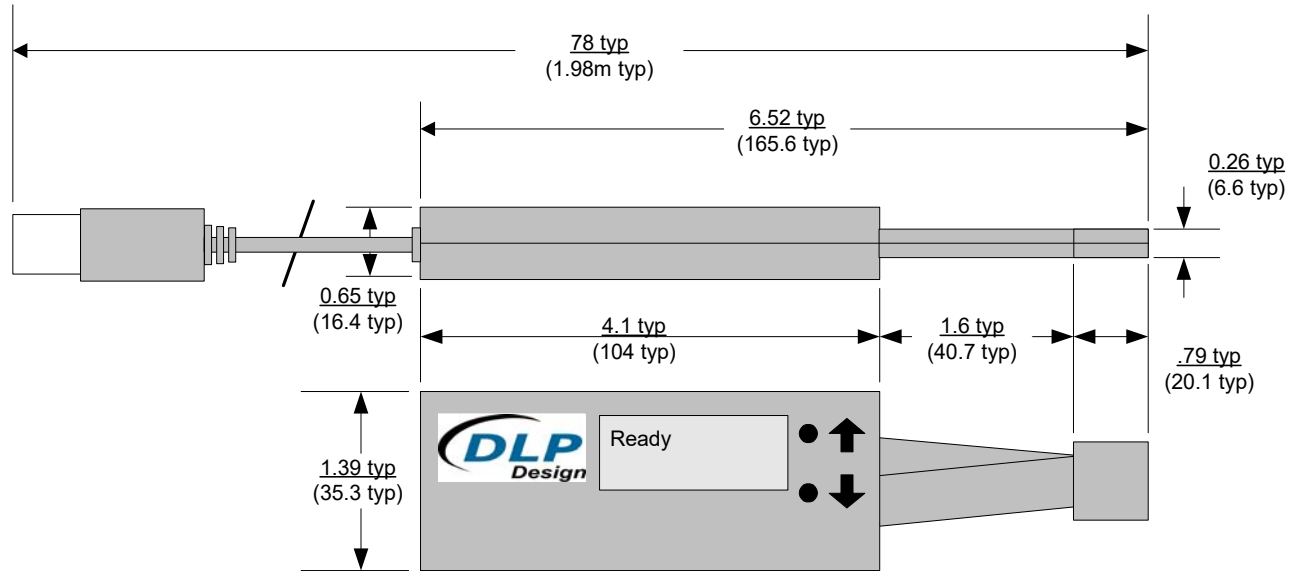 78 typ
(1.98m typ)
6.52 typ
(165.6 typ)
0.26 typ
(6.6 typ)
0.65 typ
(16.4 typ)
4.1 typ
(104 typ)
1.6 typ
(40.7 typ)
.79 typ
(20.1 typ)
1.39 typ
(35.3 typ)
DLP
Design
Ready